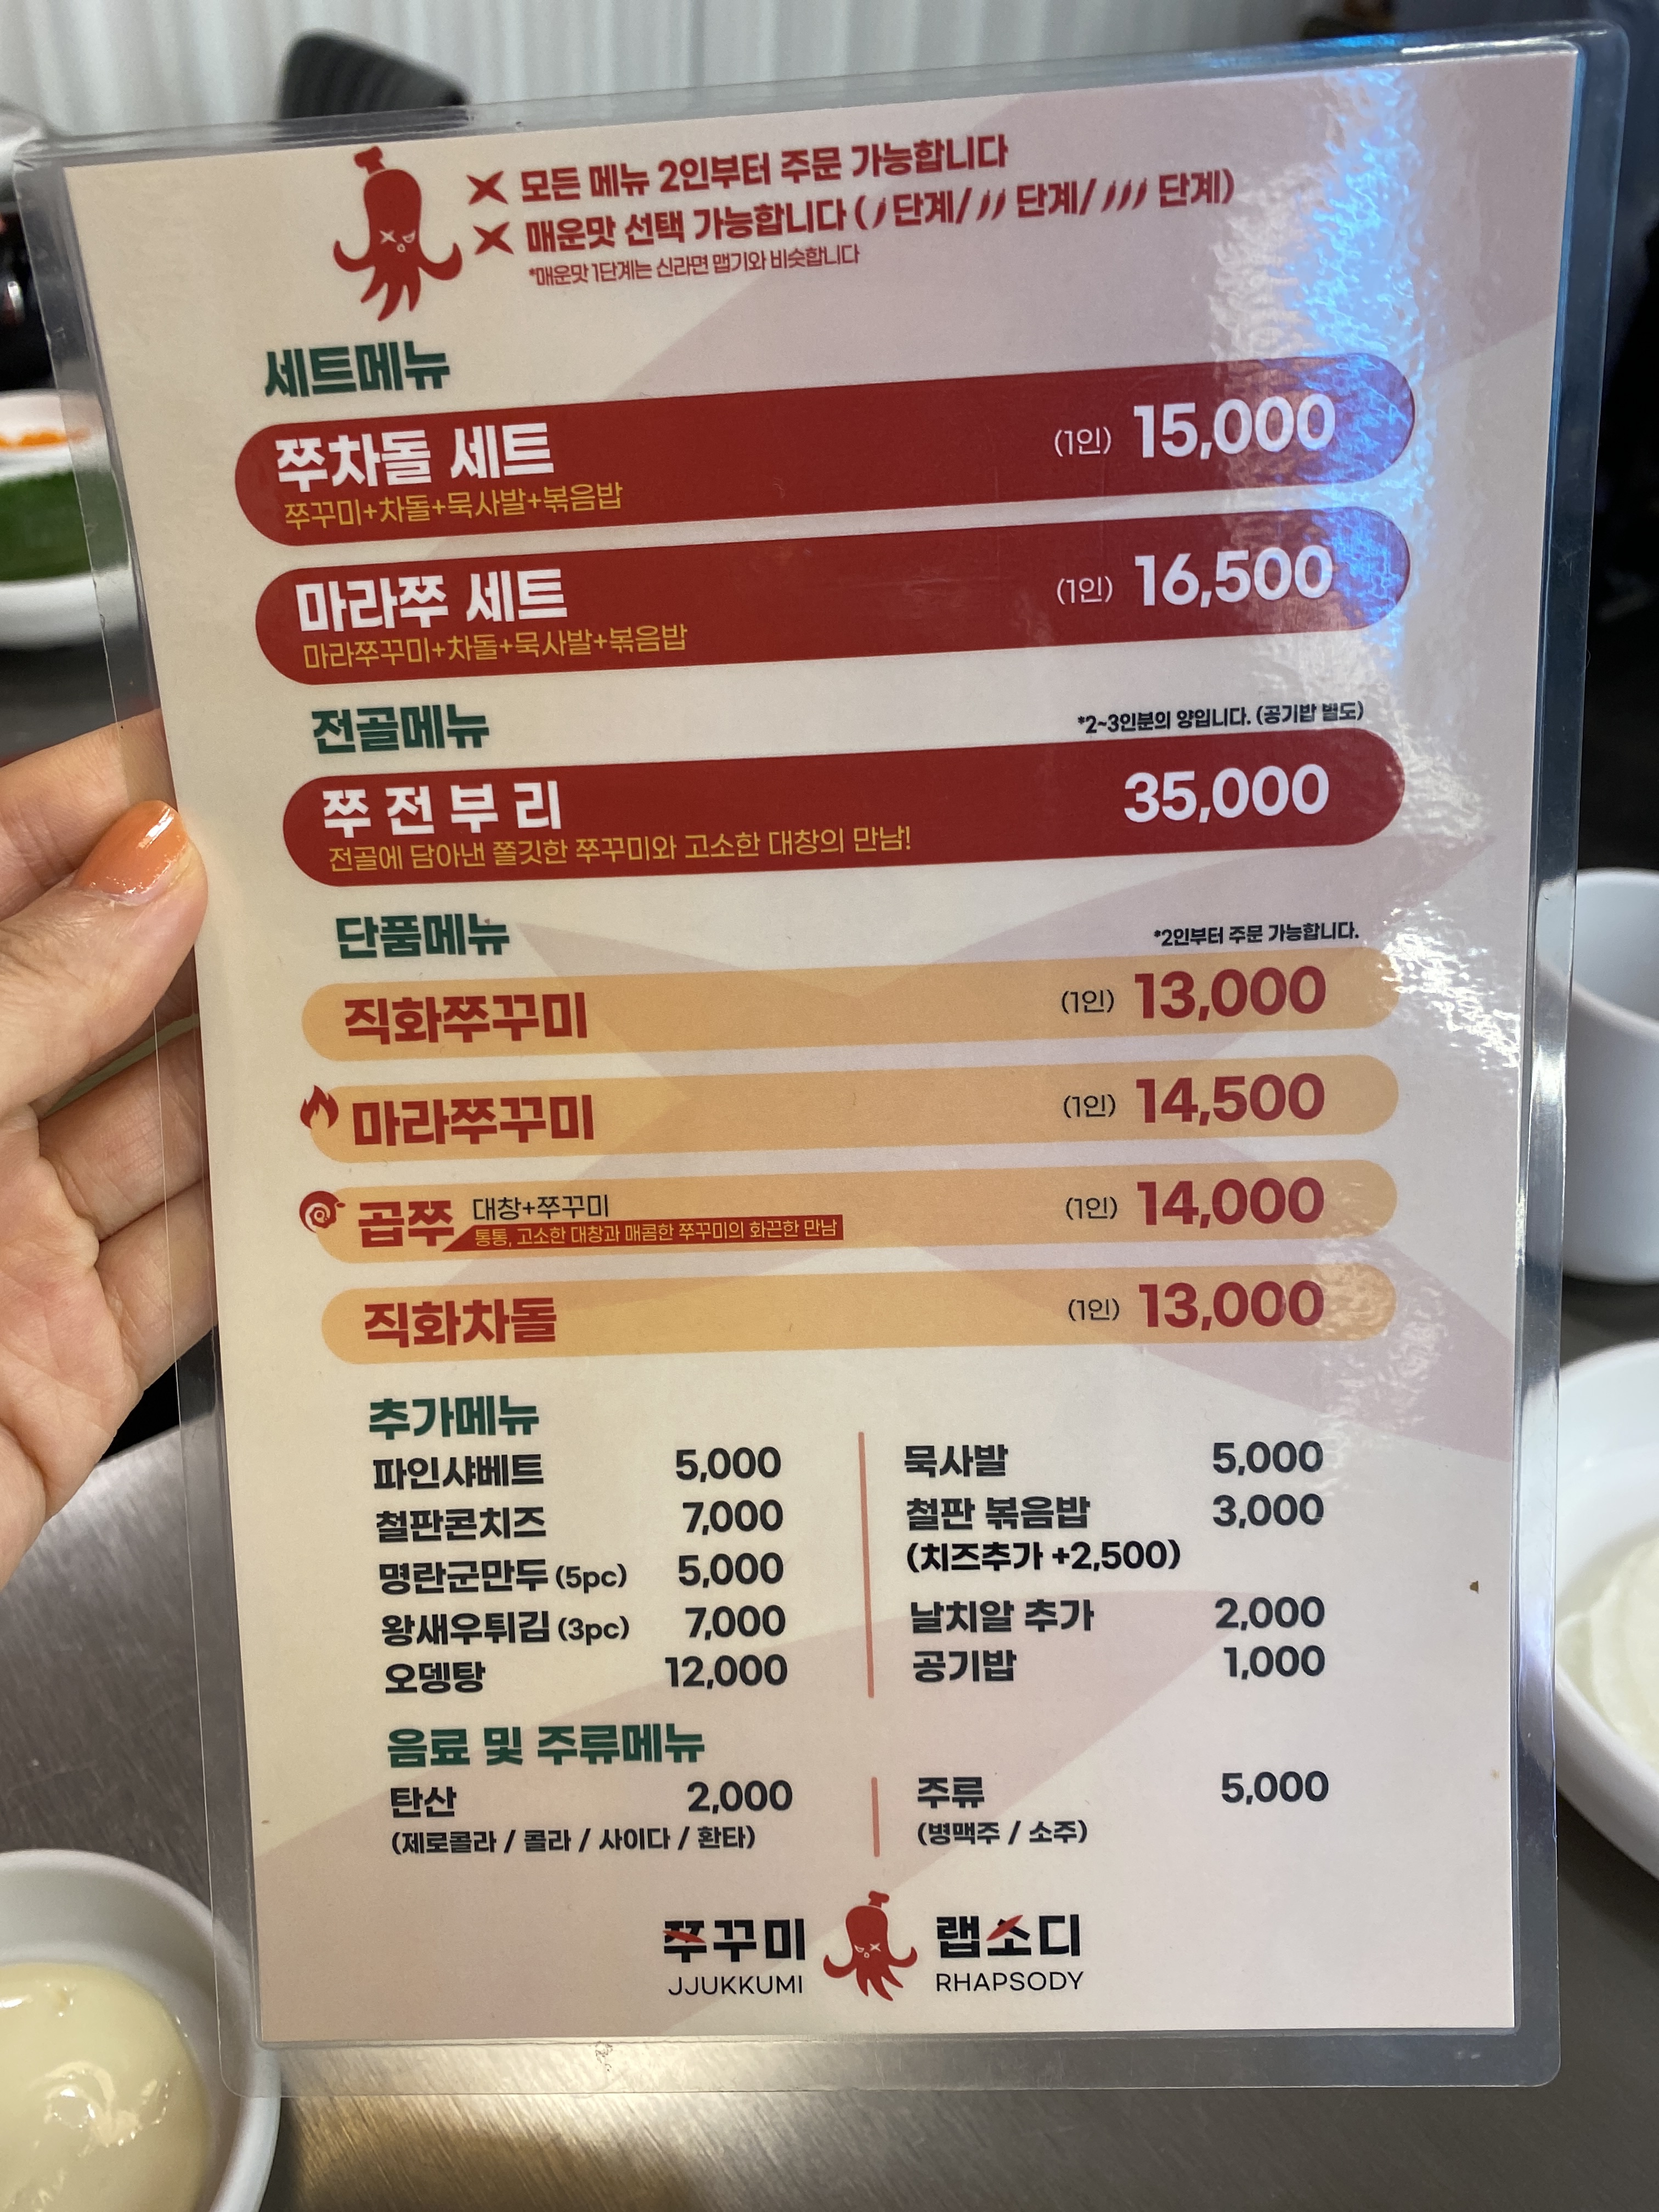 모든 메뉴 2인부터 주문 가능합니다
매운맛 선택 가능합니다 (단계/ 단계/ 단계)
*매운맛 1단계는 신라면 맵기와 비슷합니다
세트메뉴
쭈차돌 세트 (1인) 15,000
쭈꾸미+차돌+묵사발+볶음밥
마라쭈 세트 (1인) 16,500
마라쭈꾸미+차돌+묵사발+볶음밥
전골메뉴 *2~3인분의 양입니다. (공기밥 별도)
쭈전부리 35,000
전골에 담아낸 쫄깃한 쭈꾸미와 고소한 대창의 만남!
단품메뉴 *2인부터 주문 가능합니다.
직화쭈꾸미 (1인) 13,000
마라쭈꾸미 (1인) 14,500
곱쭈 대창+쭈꾸미 (1인) 14,000
통통, 고소한 대창과 매콤한 쭈꾸미의 화끈한 만남
직화차돌 (1인) 13,000
추가메뉴
파인샤베트 5,000
철판콘치즈 7,000
명란군만두 (5pc) 5,000
왕새우튀김 (3pc) 7,000
오뎅탕 12,000
묵사발 5,000
철판 볶음밥 3,000
(치즈추가 +2,500)
날치알 추가 2,000
공기밥 1,000
음료 및 주류메뉴
탄산 2,000
(제로콜라 / 콜라 / 사이다 / 환타)
주류 5,000
(병맥주 / 소주)
쭈꾸미 랩소디
JJUKKUMI RHAPSODY